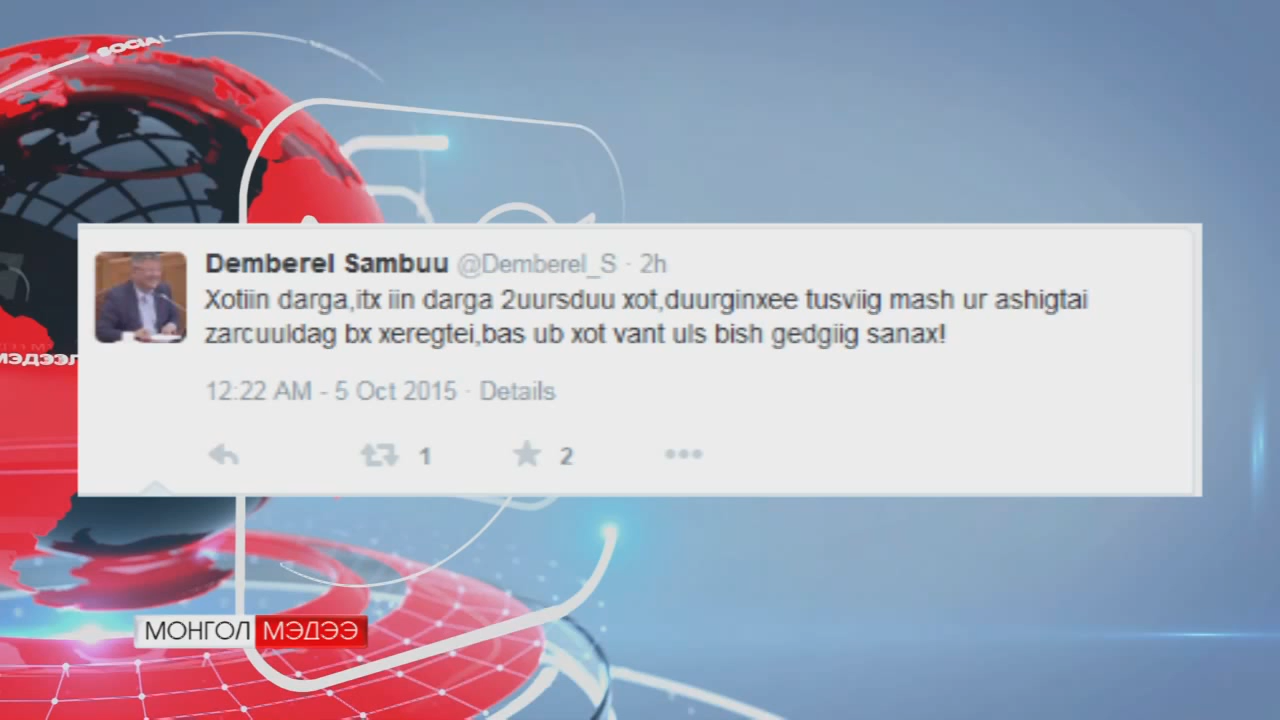 SOCIAL
Demberel Sambuu @Demberel_S · 2h
Xotiin darga,itx iin darga 2uursduu xot,duurginxee tusviig mash ur ashigtai
zarcuuldag bx xeregtei,bas ub xot vant uls bish gedgiig sanax!
12:22 AM - 5 Oct 2015 · Details
1 2
МОНГОЛ МЭДЭЭ